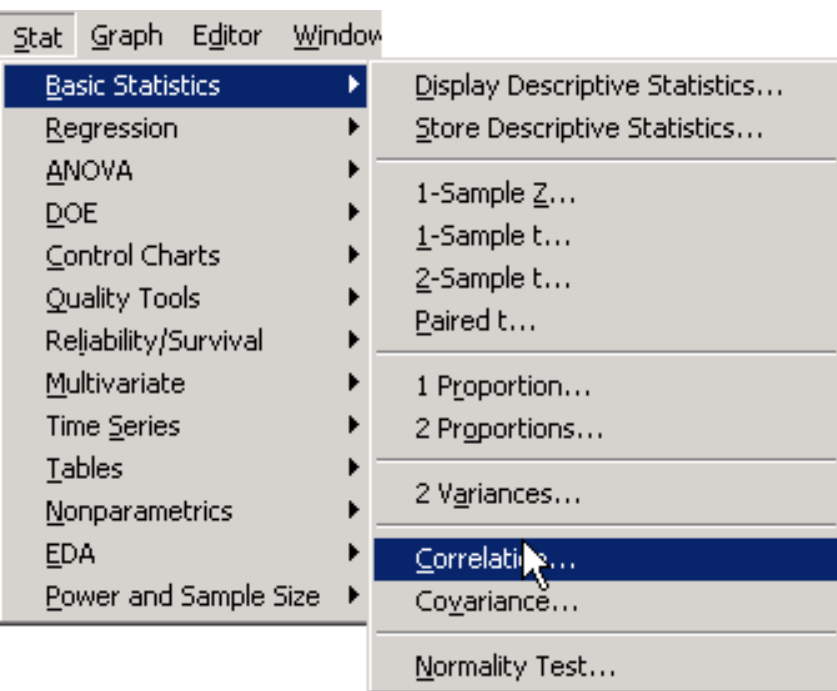 Stat Graph Editor Window
Basic Statistics
Regression
ANOVA
DOE
Control Charts
Quality Tools
Reliability/Survival
Multivariate
Time Series
Tables
Nonparametrics
EDA
Power and Sample Size
Display Descriptive Statistics...
Store Descriptive Statistics...
1-Sample Z...
1-Sample t...
2-Sample t...
Paired t...
1 Proportion...
2 Proportions...
2 Variances...
Correlation...
Covariance...
Normality Test...